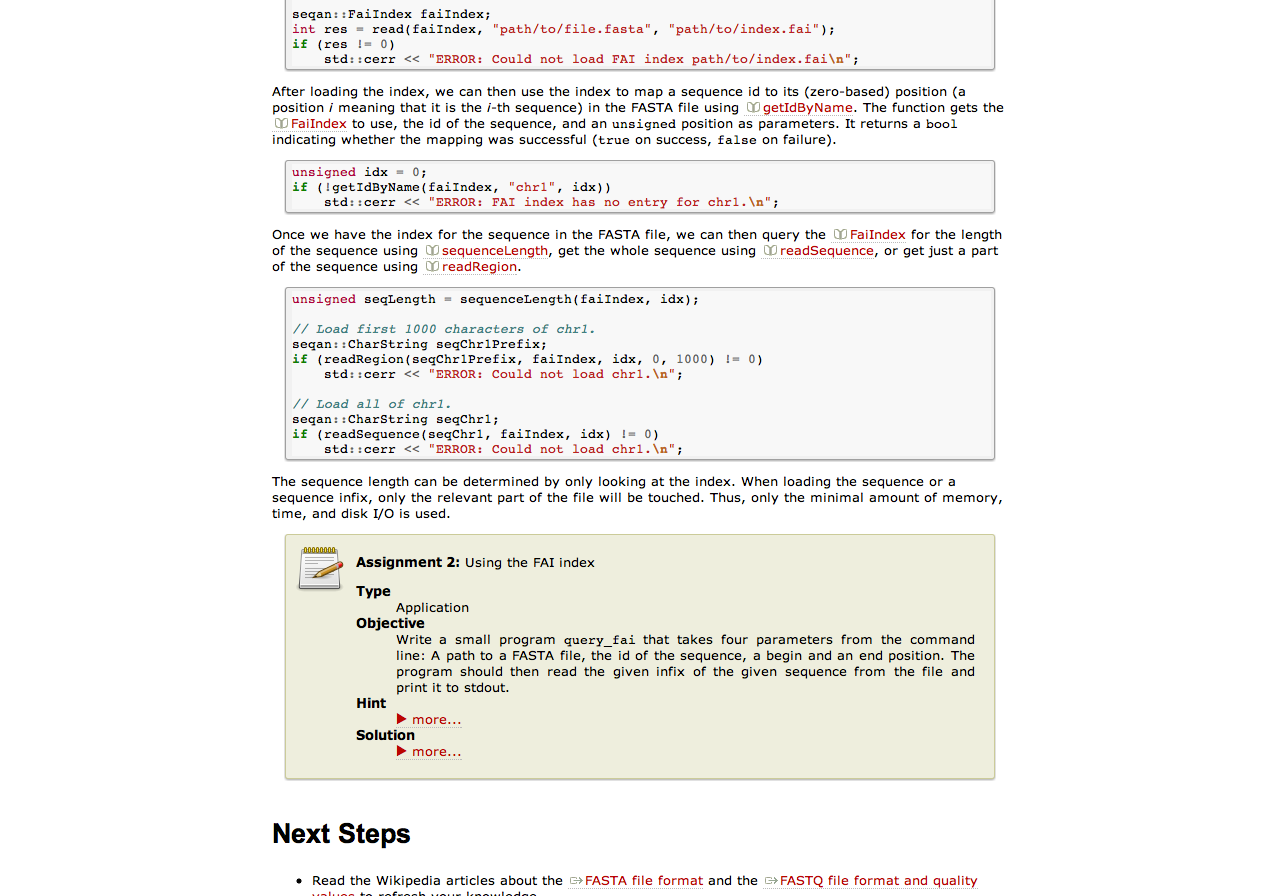 seqan::FaiIndex faiIndex;
int res = read(faiIndex, "path/to/file.fasta", "path/to/index.fai");
if (res != 0)
    std::cerr << "ERROR: Could not load FAI index path/to/index.fai\n";
After loading the index, we can then use the index to map a sequence id to its (zero-based) position (a
position i meaning that it is the i-th sequence) in the FASTA file using getIdByName. The function gets the
FaiIndex to use, the id of the sequence, and an unsigned position as parameters. It returns a bool
indicating whether the mapping was successful (true on success, false on failure).
unsigned idx = 0;
if (!getIdByName(faiIndex, "chr1", idx))
    std::cerr << "ERROR: FAI index has no entry for chr1.\n";
Once we have the index for the sequence in the FASTA file, we can then query the FaiIndex for the length
of the sequence using sequenceLength, get the whole sequence using readSequence, or get just a part
of the sequence using readRegion.
unsigned seqLength = sequenceLength(faiIndex, idx);
// Load first 1000 characters of chr1.
seqan::CharString seqChr1Prefix;
if (readRegion(seqChr1Prefix, faiIndex, idx, 0, 1000) != 0)
    std::cerr << "ERROR: Could not load chr1.\n";
// Load all of chr1.
seqan::CharString seqChr1;
if (readSequence(seqChr1, faiIndex, idx) != 0)
    std::cerr << "ERROR: Could not load chr1.\n";
The sequence length can be determined by only looking at the index. When loading the sequence or a
sequence infix, only the relevant part of the file will be touched. Thus, only the minimal amount of memory,
time, and disk I/O is used.
Assignment 2: Using the FAI index
Type
Application
Objective
Write a small program query_fai that takes four parameters from the command
line: A path to a FASTA file, the id of the sequence, a begin and an end position. The
program should then read the given infix of the given sequence from the file and
print it to stdout.
Hint
▶ more...
Solution
▶ more...
Next Steps
• Read the Wikipedia articles about the FASTA file format and the FASTQ file format and quality
values to refresh your knowledge.